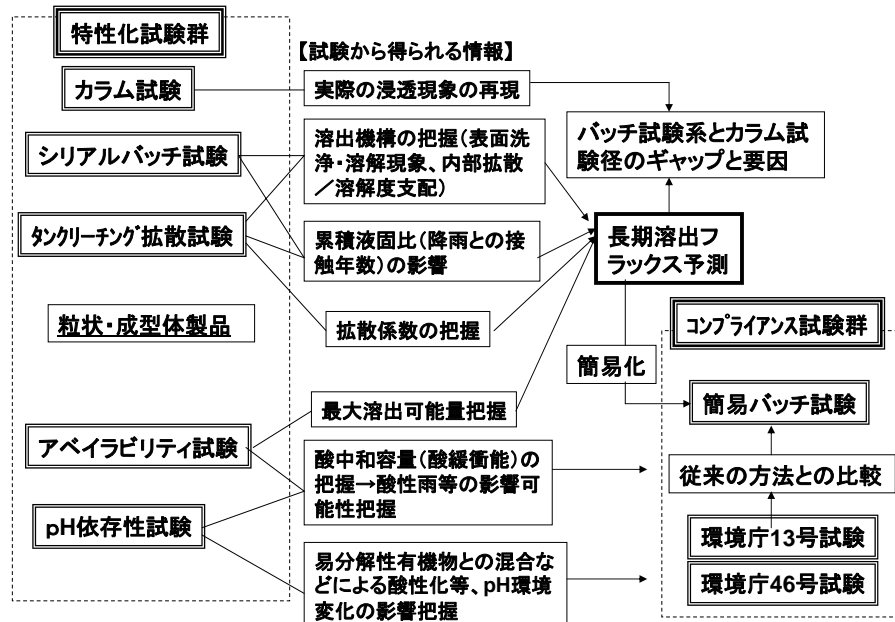 特性化試験群
【試験から得られる情報】
カラム試験
実際の浸透現象の再現
シリアルバッチ試験
溶出機構の把握（表面洗
浄・溶解現象、内部拡散
／溶解度支配）
バッチ試験系とカラム試
験径のギャップと要因
タンクリーチング拡散試験
累積液固比（降雨との接
触年数）の影響
長期溶出フ
ラックス予測
粒状・成型体製品
拡散係数の把握
コンプライアンス試験群
簡易化
最大溶出可能量把握
簡易バッチ試験
アベイラビリティ試験
酸中和容量（酸緩衝能）の
把握→酸性雨等の影響可
能性把握
従来の方法との比較
pH依存性試験
環境庁13号試験
環境庁46号試験
易分解性有機物との混合な
どによる酸性化等、pH環境
変化の影響把握